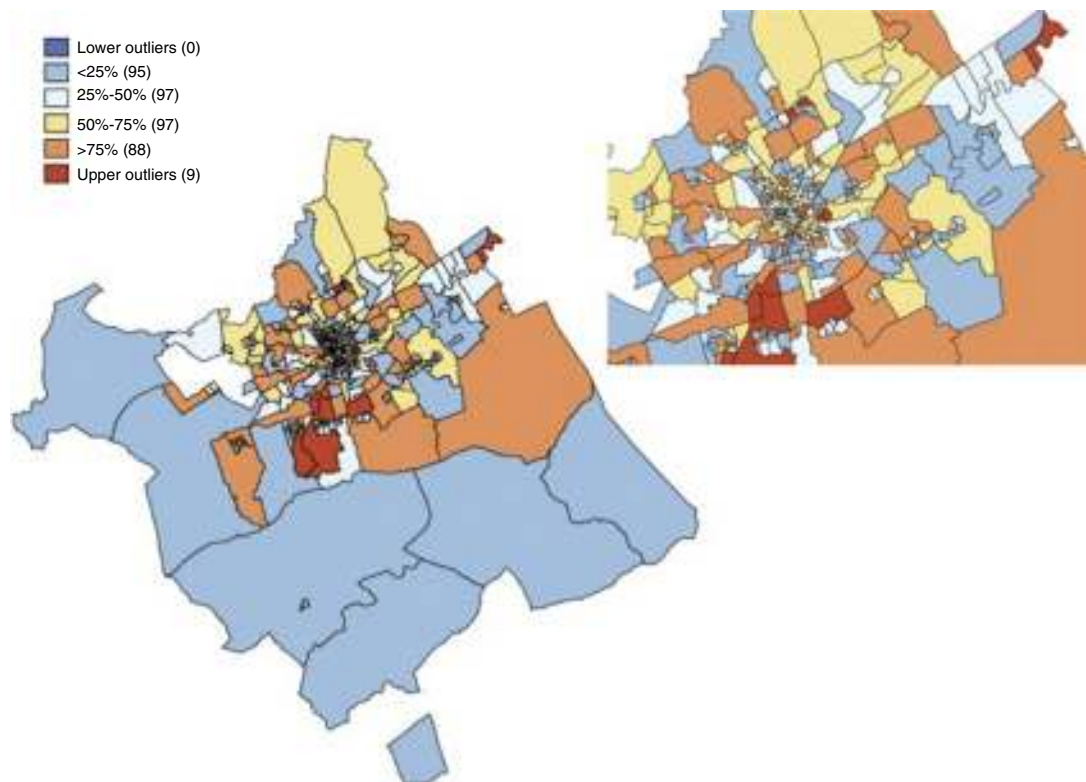 Lower outliers (0)
<25% (95)
25%-50% (97)
50%-75% (97)
>75% (88)
Upper outliers (9)